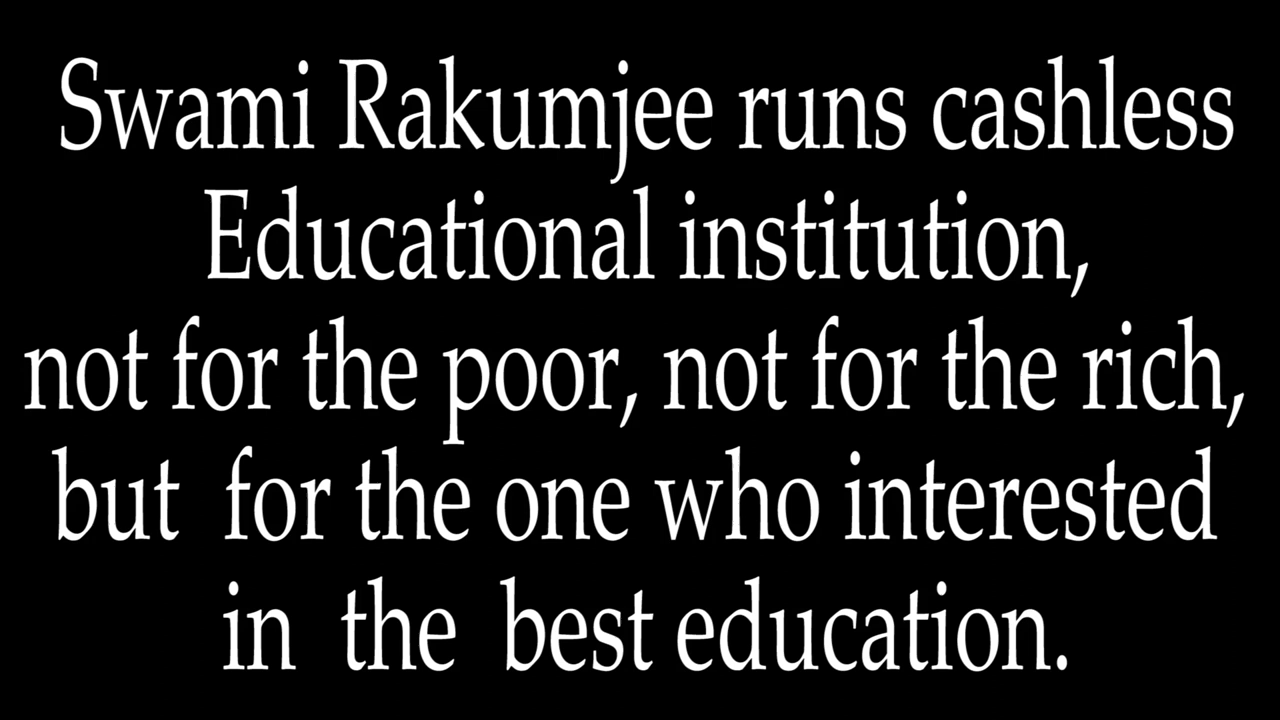 Swami Rakumjee runs cashless
Educational institution,
not for the poor, not for the rich,
but for the one who interested
in the best education.